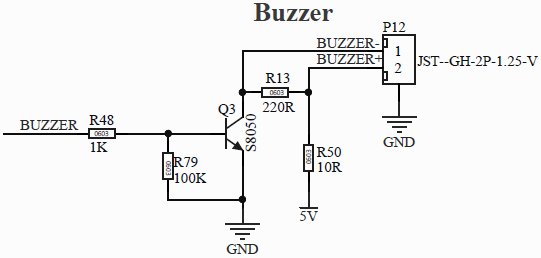 Buzzer
P12
BUZZER-
1
BUZZER+
2
JST--GH-2P-1.25-V
R13
0603
220R
Q3
S8050
GND
BUZZER
R48
0603
1K
R79
0603
100K
R50
0603
10R
5V
GND